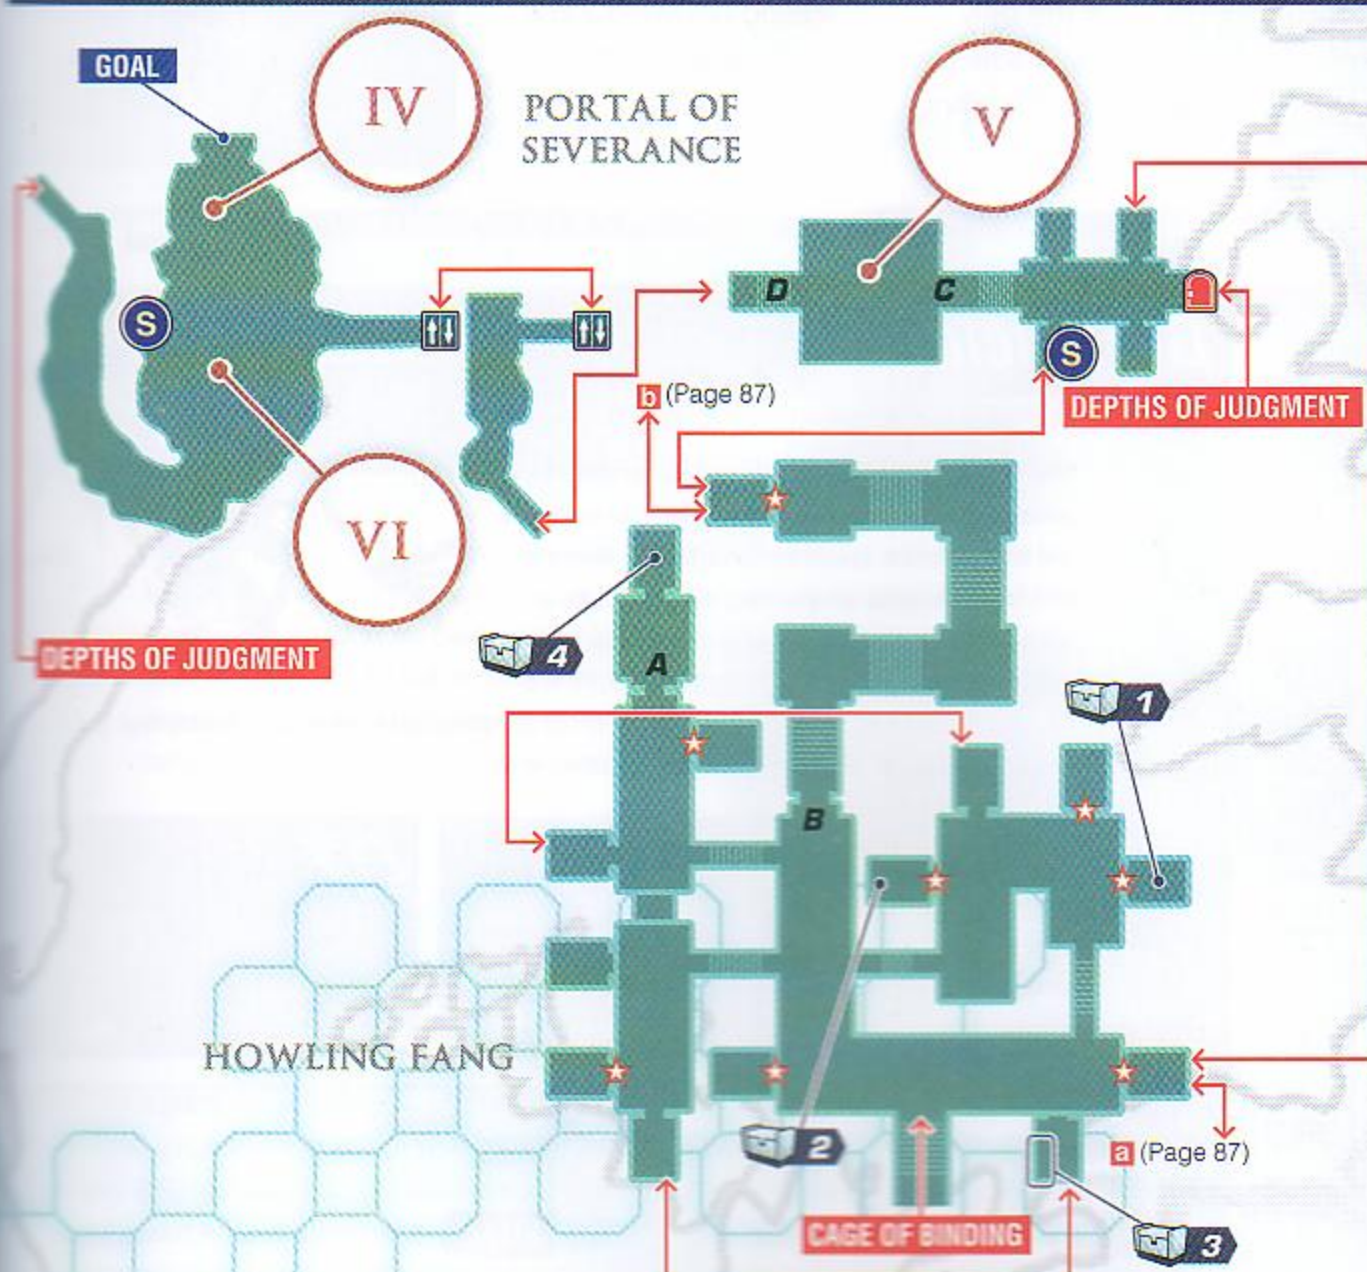 GOAL
IV
PORTAL OF
SEVERANCE
V
D
C
S
S
b (Page 87)
DEPTHS OF JUDGMENT
VI
DEPTHS OF JUDGMENT
4
A
1
B
HOWLING FANG
2
a (Page 87)
CAGE OF BINDING
3